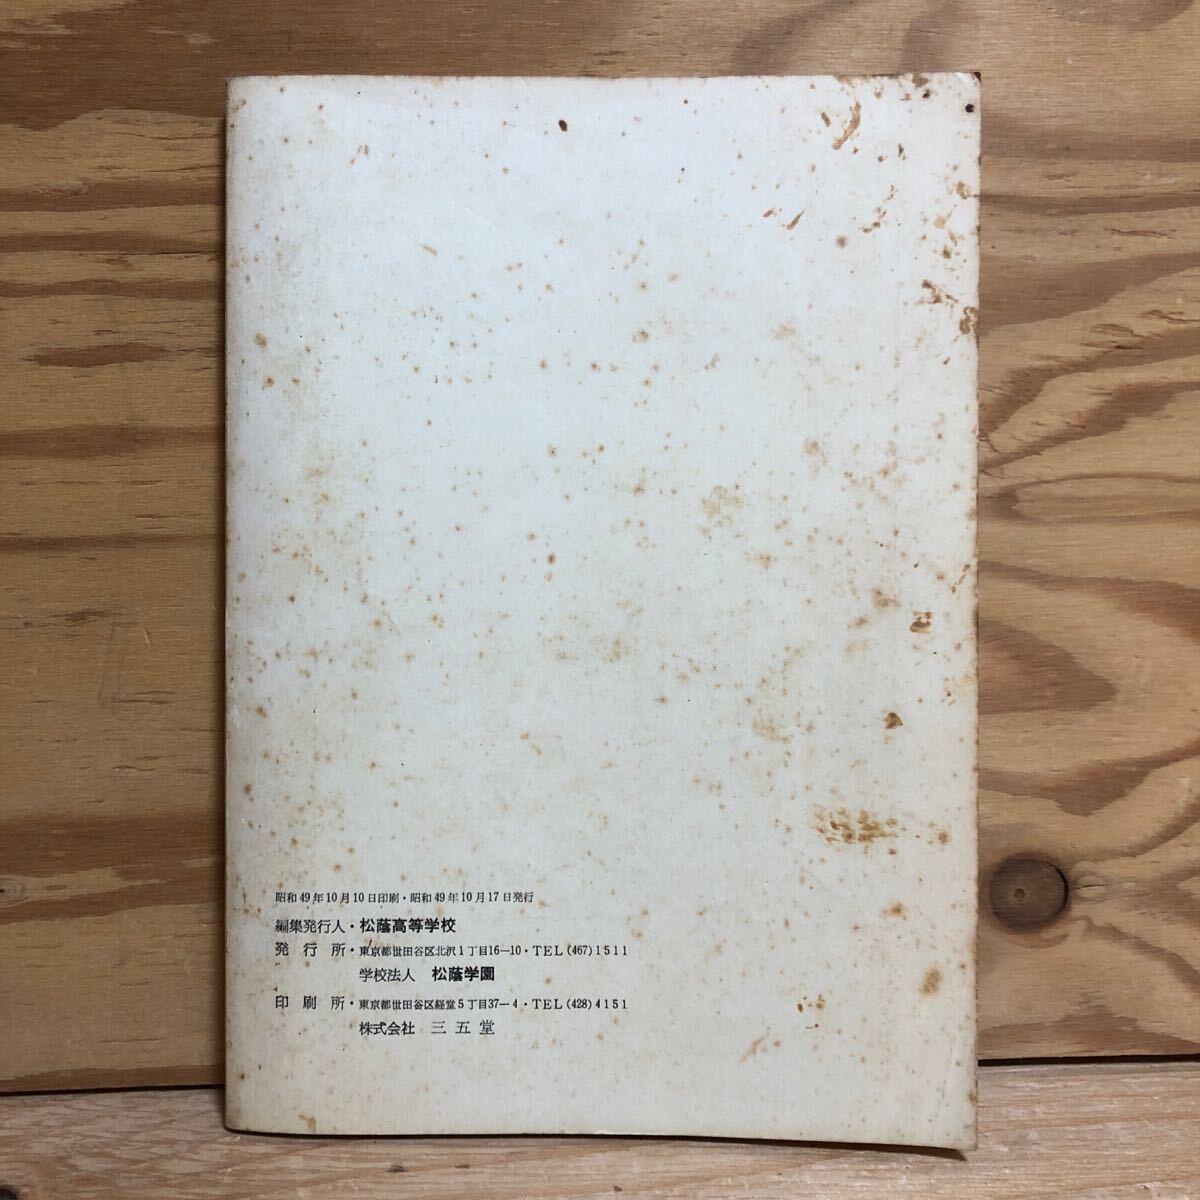 昭和49年10月10日印刷・昭和49年10月17日発行
編集発行人・松蔭高等学校
発行所・東京都世田谷区北沢1丁目16―10・TEL(467)1511
学校法人 松蔭学園
印刷所・東京都世田谷区経堂5丁目37―4・TEL(428)4151
株式会社 三五堂